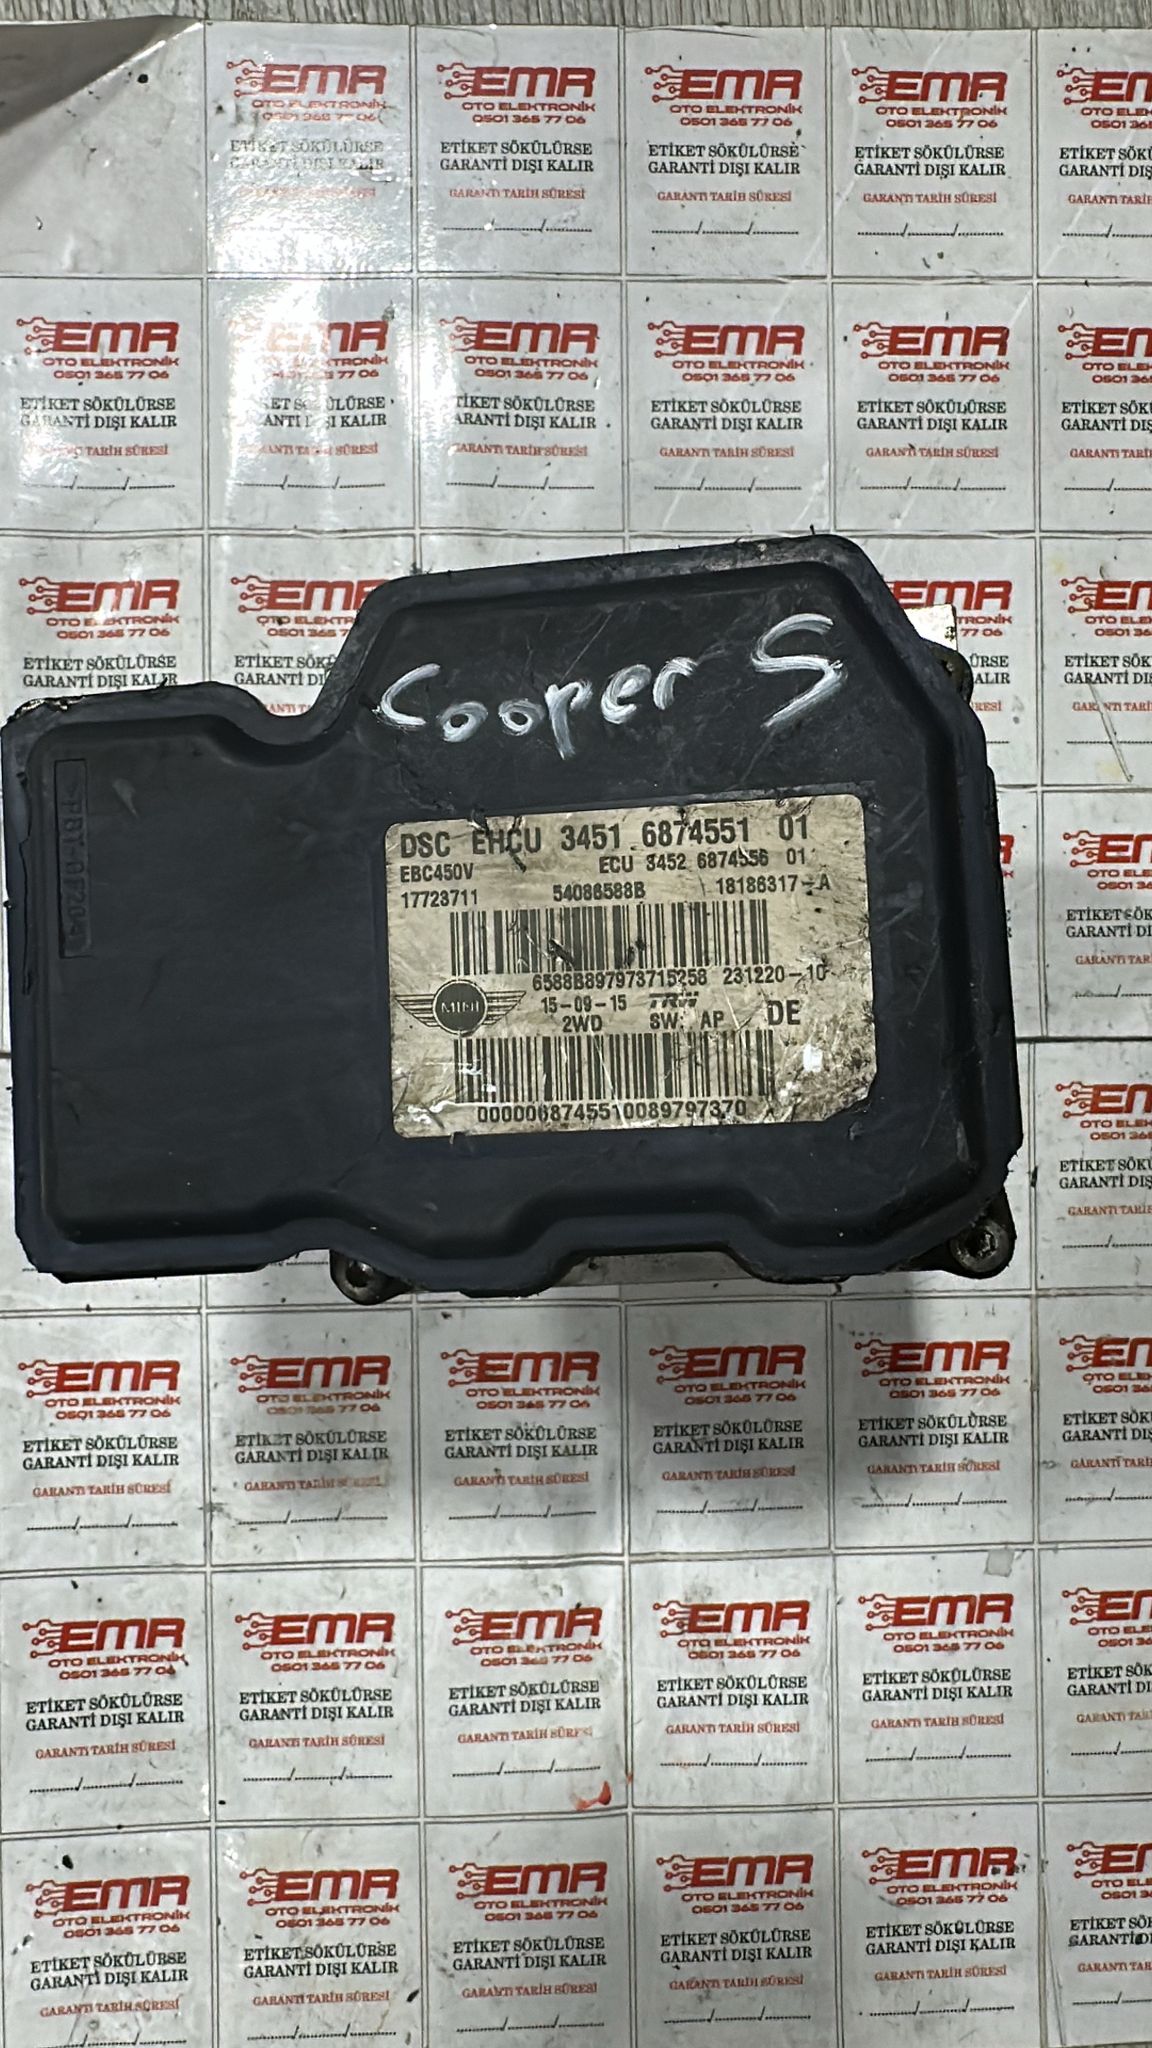 EMR
OTO ELEKTRONİK
0501 365 77 06
ETİKET SÖKÜLÜRSE
GARANTİ DIŞI KALIR
GARANTI TARİH SÜRESİ
Cooper S
DSC EHCU 3451 6874551 01
EBC450V ECU 3452 6874556 01
17723711 54086588B 18186317-A
6588B897973715258 231220-10
MINI 15-09-15 TRW
2WD SW: AP DE
0000068745510089797370